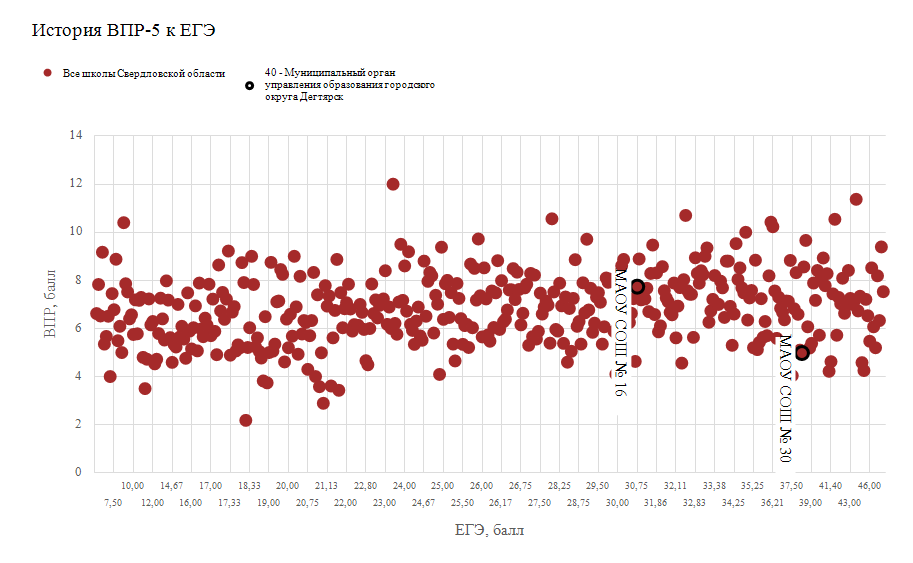 История ВПР-5 к ЕГЭ
Все школы Свердловской области
40 - Муниципальный орган
управления образования городского
округа Дегтярск
ВПР, балл
14
12
10
8
6
4
2
0
МАОУ СОШ № 16
МАОУ СОШ № 30
10,00 14,67 18,33 20,00 21,13 22,80 24,00 25,00 26,00 26,75 28,25 29,50 30,75 32,11 33,38 35,25 37,50 41,40 46,00
7,50 12,00 16,00 17,33 19,00 20,75 22,00 23,00 24,67 25,50 26,17 27,50 28,75 30,00 31,86 32,83 34,25 36,21 39,00 43,00
ЕГЭ, балл